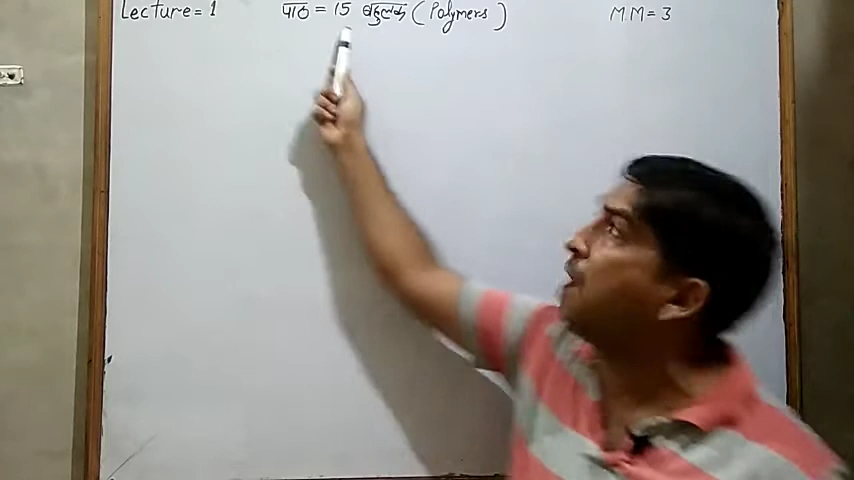 Lecture = 1 पाठ = 15 बहुलक ( Polymers ) M.M = 3